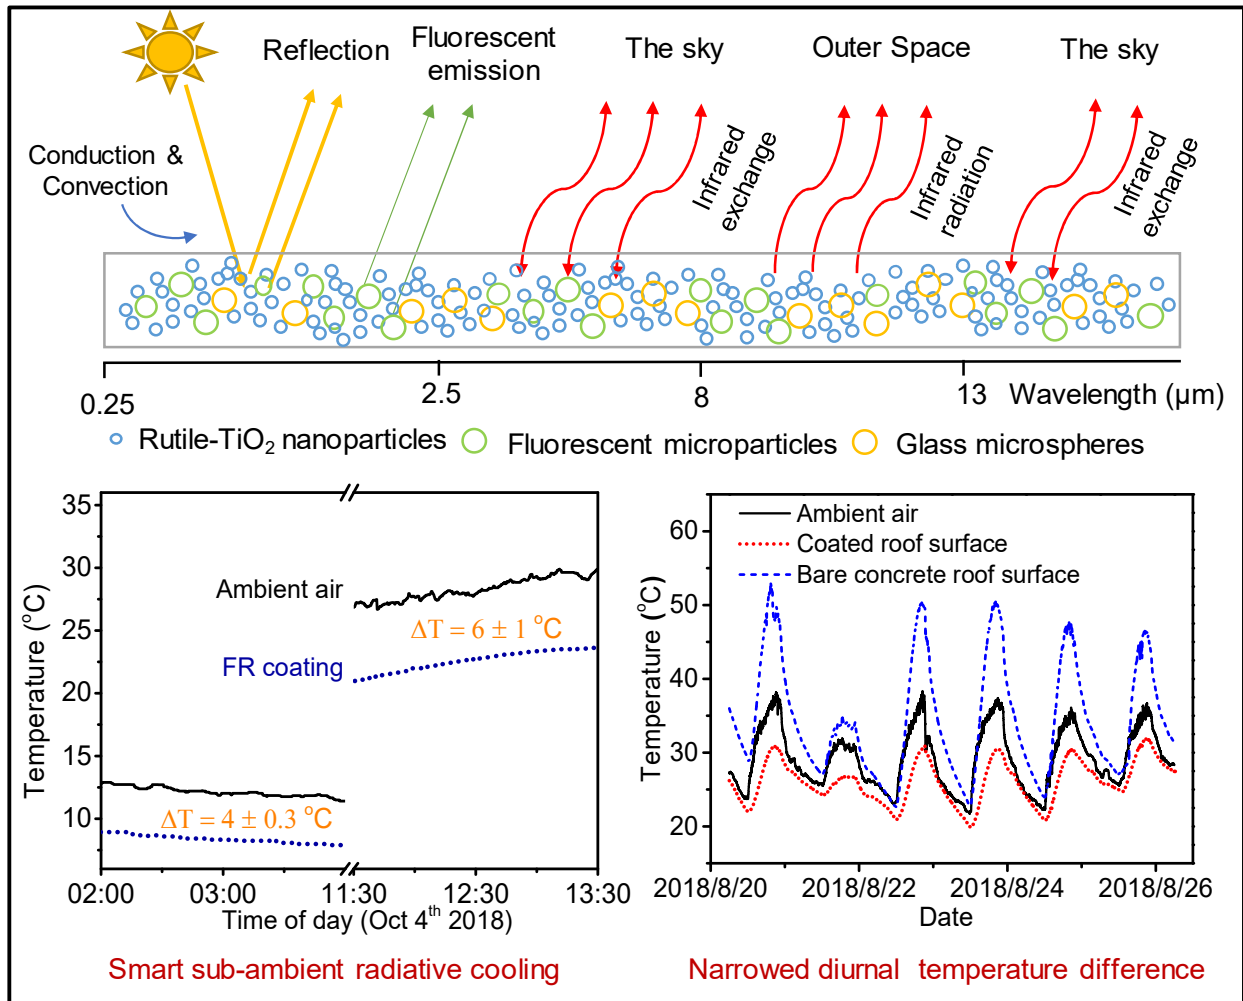 Reflection
Fluorescent
emission
The sky
Outer Space
The sky
Conduction &
Convection
Infrared
exchange
Infrared
radiation
Infrared
exchange
0.25
2.5
8
13
Wavelength (µm)
Rutile-TiO₂ nanoparticles
Fluorescent microparticles
Glass microspheres
35
30
25
20
15
10
Temperature (°C)
Ambient air
ΔT = 6 ± 1 °C
FR coating
ΔT = 4 ± 0.3 °C
02:00
03:00
11:30
12:30
13:30
Time of day (Oct 4th 2018)
Smart sub-ambient radiative cooling
60
50
40
30
20
Temperature (°C)
Ambient air
Coated roof surface
Bare concrete roof surface
2018/8/20
2018/8/22
2018/8/24
2018/8/26
Date
Narrowed diurnal temperature difference